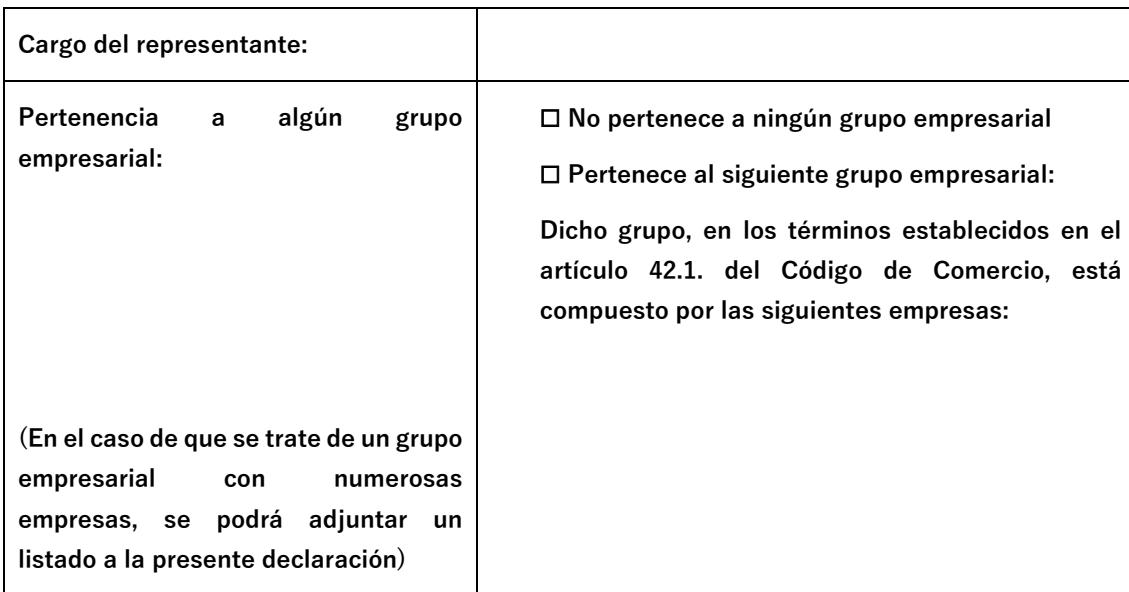 Cargo del representante:
Pertenencia a algún grupo
empresarial:
(En el caso de que se trate de un grupo
empresarial con numerosas
empresas, se podrá adjuntar un
listado a la presente declaración)
☐ No pertenece a ningún grupo empresarial
☐ Pertenece al siguiente grupo empresarial:
Dicho grupo, en los términos establecidos en el
artículo 42.1. del Código de Comercio, está
compuesto por las siguientes empresas: